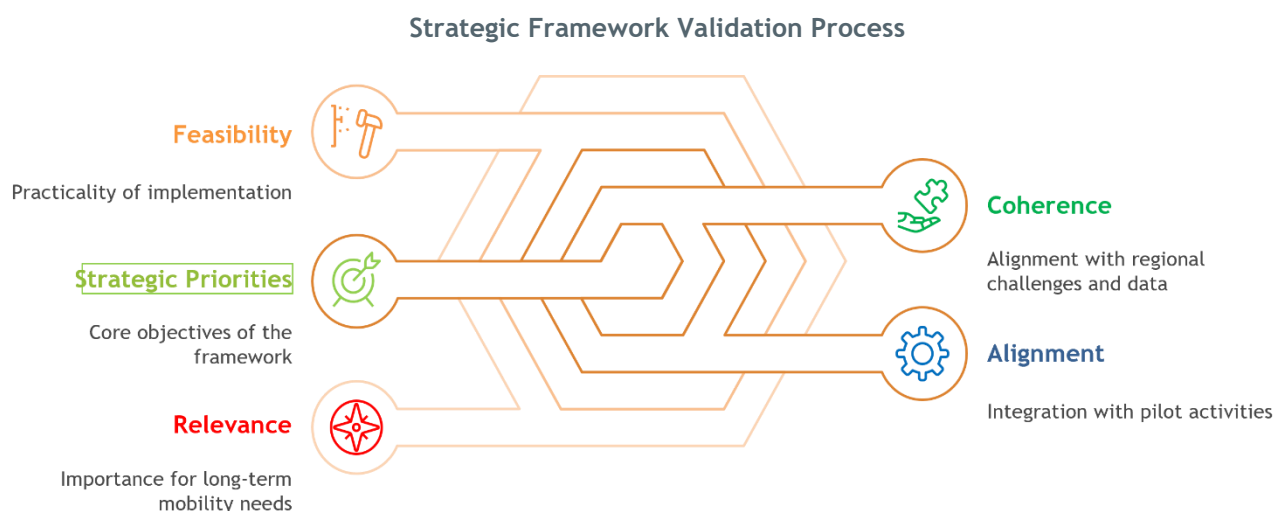 Strategic Framework Validation Process
Feasibility
Practicality of implementation
Strategic Priorities
Core objectives of the
framework
Relevance
Importance for long-term
mobility needs
Coherence
Alignment with regional
challenges and data
Alignment
Integration with pilot activities